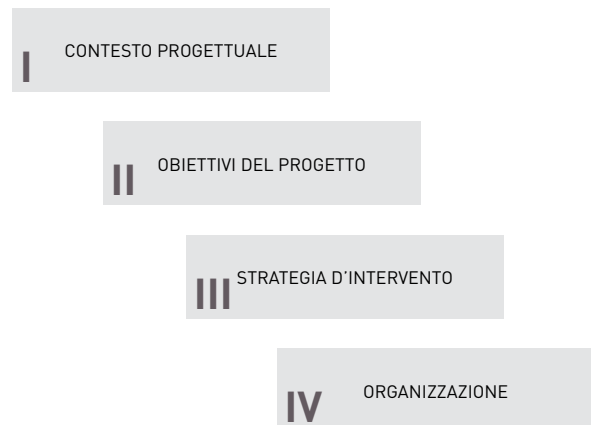 I CONTESTO PROGETTUALE
II OBIETTIVI DEL PROGETTO
III STRATEGIA D'INTERVENTO
IV ORGANIZZAZIONE